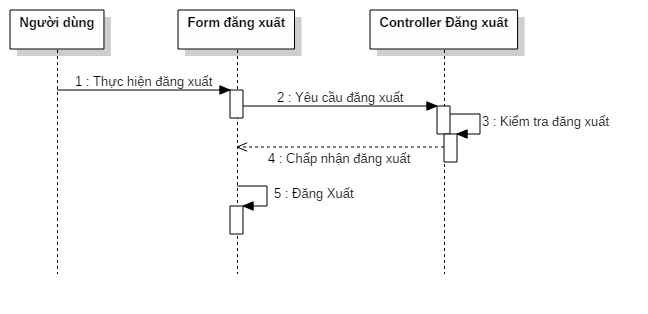 Người dùng
Form đăng xuất
Controller Đăng xuất
1 : Thực hiện đăng xuất
2 : Yêu cầu đăng xuất
3 : Kiểm tra đăng xuất
4 : Chấp nhận đăng xuất
5 : Đăng Xuất